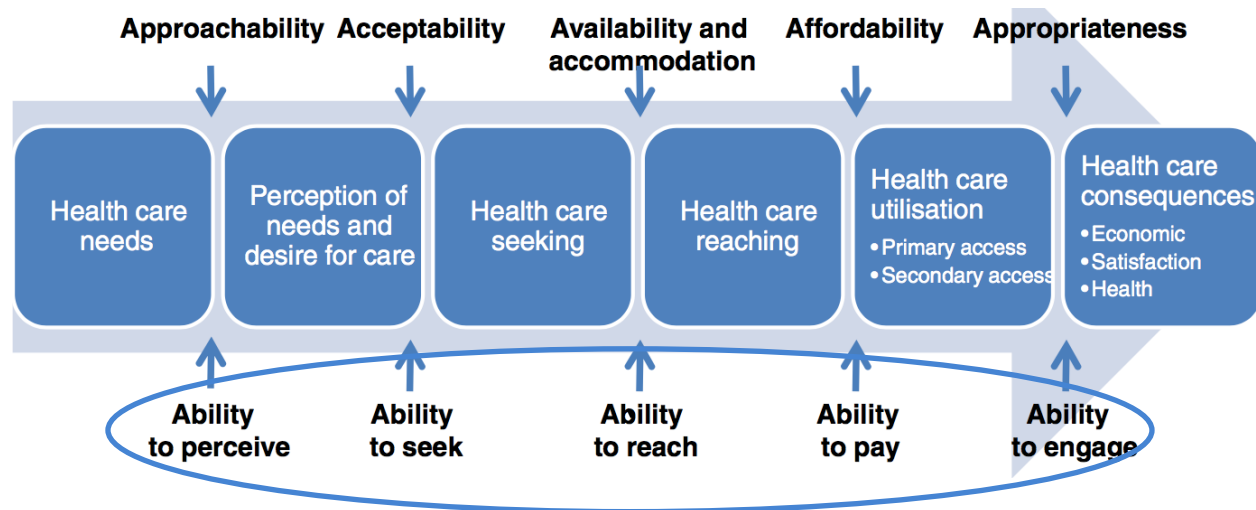 Approachability
Acceptability
Availability and
accommodation
Affordability
Appropriateness
Health care
needs
Perception of
needs and
desire for care
Health care
seeking
Health care
reaching
Health care
utilisation
• Primary access
• Secondary access
Health care
consequences
• Economic
• Satisfaction
• Health
Ability
to perceive
Ability
to seek
Ability
to reach
Ability
to pay
Ability
to engage